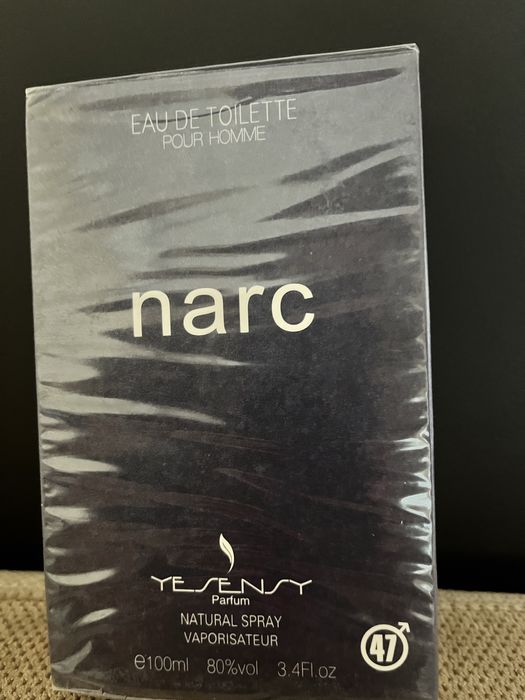 EAU DE TOILETTE
POUR HOMME
narc
YESENSY
Parfum
NATURAL SPRAY
VAPORISATEUR
e100ml 80%vol 3.4Fl.oz
47